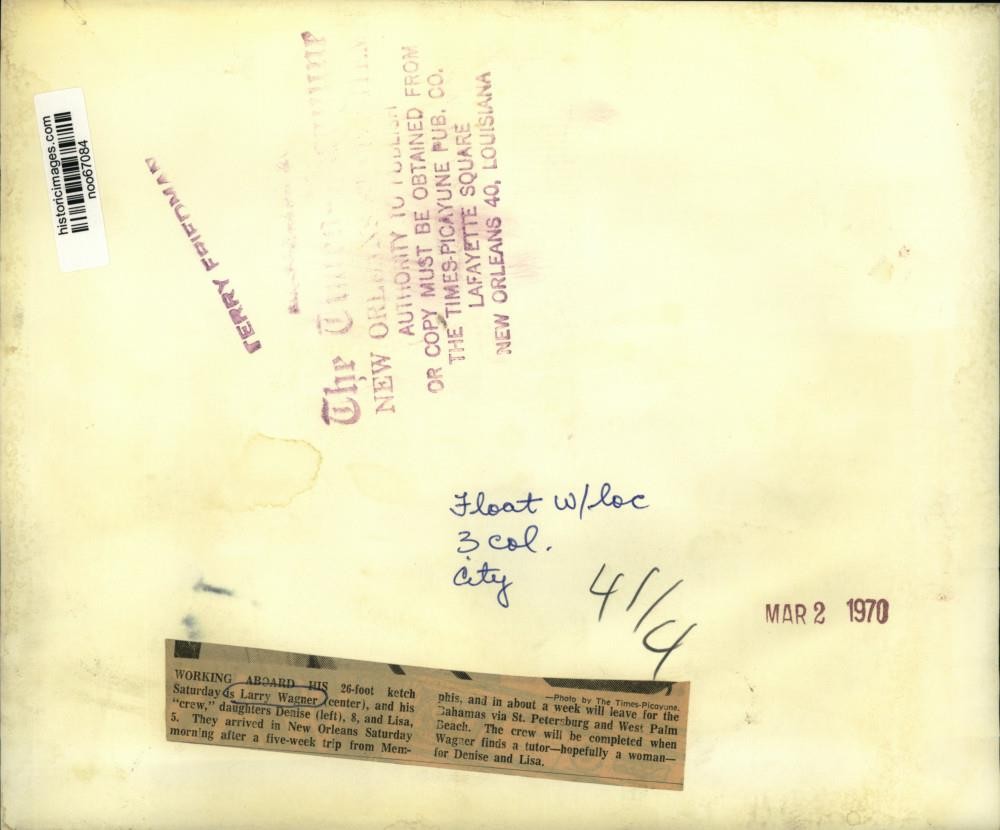 historicimages.com
noo67084
TERRY FRIEDMAN
The Times-Picayune
NEW ORLEANS
AUTHORITY TO PUBLISH
OR COPY MUST BE OBTAINED FROM
THE TIMES-PICAYUNE PUB. CO.
LAFAYETTE SQUARE
NEW ORLEANS 40, LOUISIANA
Float w/loc
3 col.
City
41/4
MAR 2 1970
WORKING ABOARD HIS 26-foot ketch
Saturday is Larry Wagner (center), and his
"crew," daughters Denise (left), 8, and Lisa,
5. They arrived in New Orleans Saturday
morning after a five-week trip from Mem-
—Photo by The Times-Picayune.
phis, and in about a week will leave for the
Bahamas via St. Petersburg and West Palm
Beach. The crew will be completed when
Wagner finds a tutor—hopefully a woman—
for Denise and Lisa.